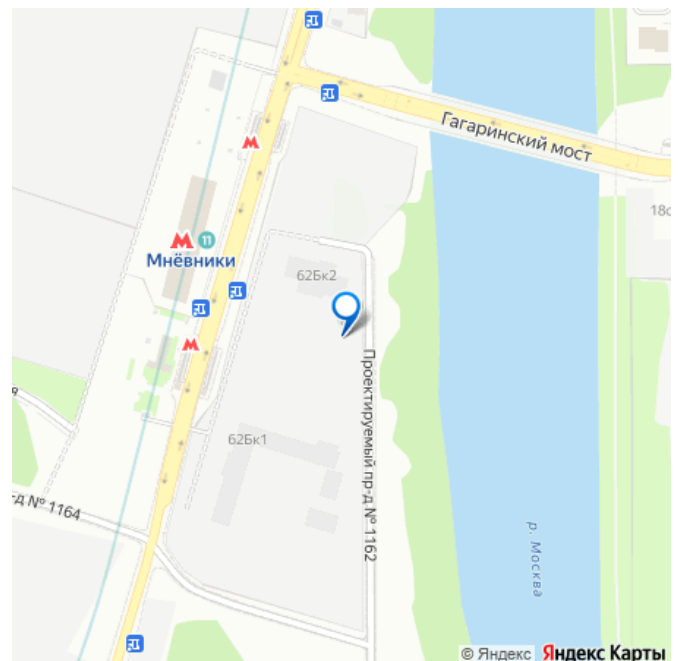 Гагаринский мост
18с
11
Мнёвники
62Бк2
Проектируемый пр-д № 1162
62Бк1
я
-д № 1164
р. Москва
© Яндекс Яндекс Карты